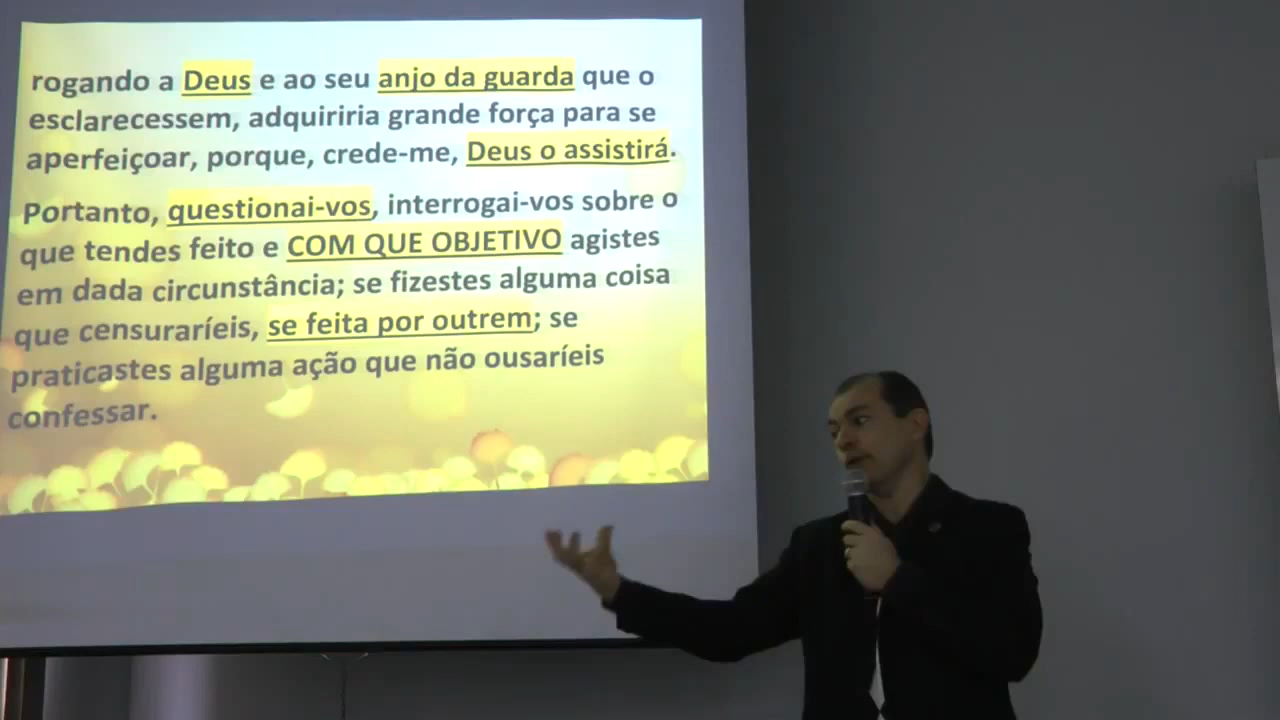 rogando a Deus e ao seu anjo da guarda que o
esclarecessem, adquiriria grande força para se
aperfeiçoar, porque, crede-me, Deus o assistirá.
Portanto, questionai-vos, interrogai-vos sobre o
que tendes feito e COM QUE OBJETIVO agistes
em dada circunstância; se fizestes alguma coisa
que censuraríeis, se feita por outrem; se
praticastes alguma ação que não ousaríeis
confessar.